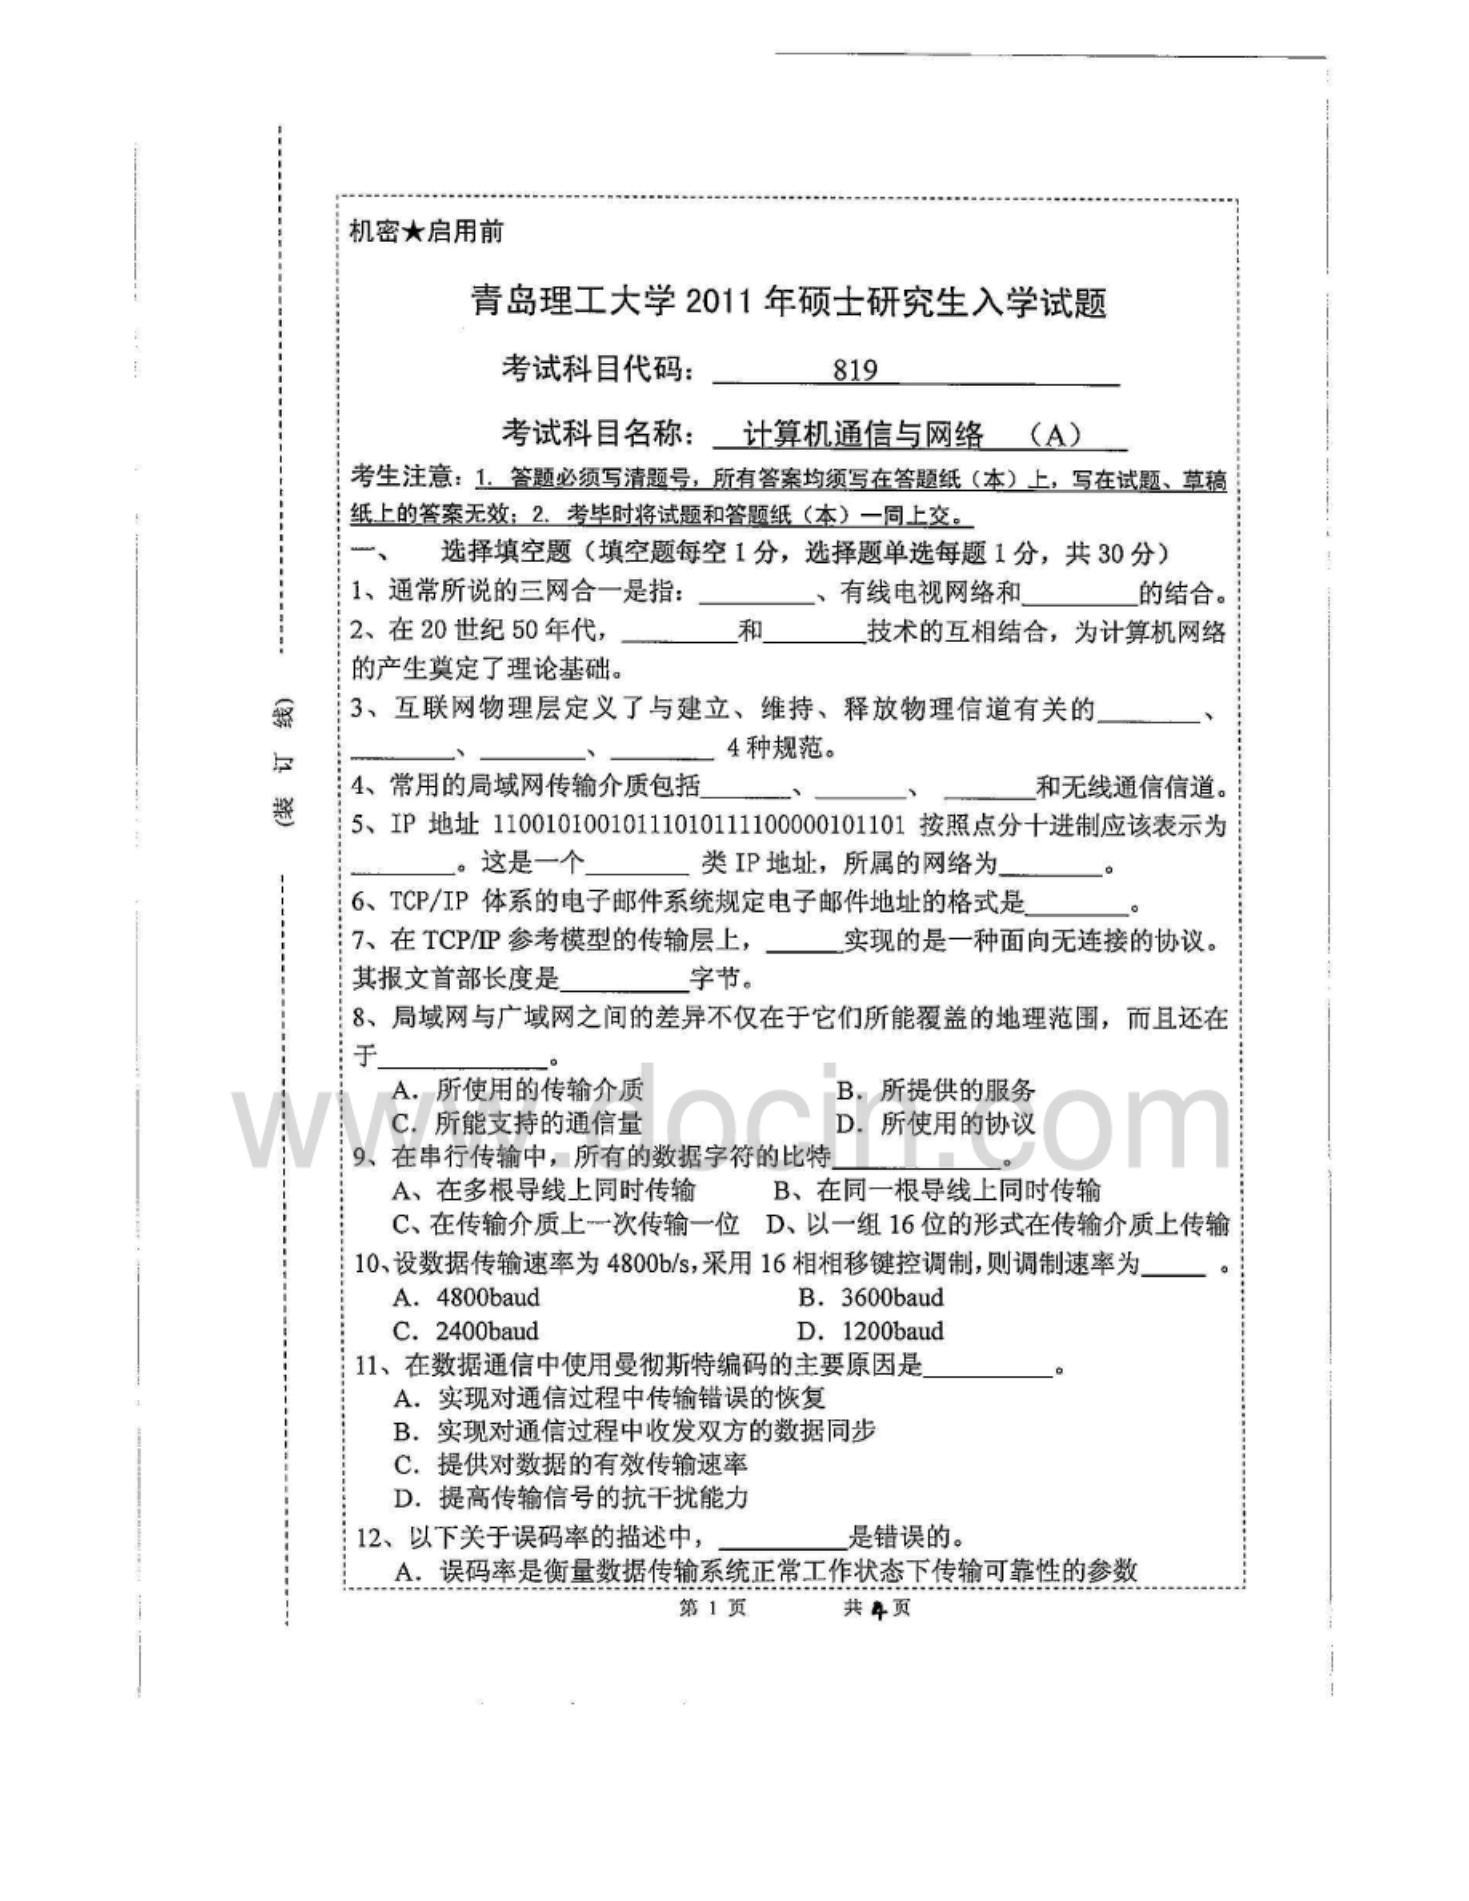 机密★启用前
青岛理工大学 2011 年硕士研究生入学试题
考试科目代码： 819
考试科目名称： 计算机通信与网络 （A）
考生注意：1. 答题必须写清题号，所有答案均须写在答题纸（本）上，写在试题、草稿
纸上的答案无效；2. 考毕时将试题和答题纸（本）一同上交。
一、 选择填空题（填空题每空 1 分，选择题单选每题 1 分，共 30 分）
1、通常所说的三网合一是指：________、有线电视网络和________的结合。
2、在 20 世纪 50 年代，________和________技术的互相结合，为计算机网络
的产生奠定了理论基础。
3、互联网物理层定义了与建立、维持、释放物理信道有关的________、
________、________、________ 4 种规范。
4、常用的局域网传输介质包括________、________、 ________和无线通信信道。
5、IP 地址 11001010010111010111100000101101 按照点分十进制应该表示为
________。这是一个________ 类 IP 地址，所属的网络为________。
6、TCP/IP 体系的电子邮件系统规定电子邮件地址的格式是________。
7、在 TCP/IP 参考模型的传输层上，______实现的是一种面向无连接的协议。
其报文首部长度是__________字节。
8、局域网与广域网之间的差异不仅在于它们所能覆盖的地理范围，而且还在
于____________。
A．所使用的传输介质 B．所提供的服务
C．所能支持的通信量 D．所使用的协议
9、在串行传输中，所有的数据字符的比特____________。
A、在多根导线上同时传输 B、在同一根导线上同时传输
C、在传输介质上一次传输一位 D、以一组 16 位的形式在传输介质上传输
10、设数据传输速率为 4800b/s，采用 16 相相移键控调制，则调制速率为_____ 。
A．4800baud B．3600baud
C．2400baud D．1200baud
11、在数据通信中使用曼彻斯特编码的主要原因是__________。
A．实现对通信过程中传输错误的恢复
B．实现对通信过程中收发双方的数据同步
C．提供对数据的有效传输速率
D．提高传输信号的抗干扰能力
12、以下关于误码率的描述中，__________是错误的。
A．误码率是衡量数据传输系统正常工作状态下传输可靠性的参数
第 1 页 共 4 页
(装 订 线)
www.docin.com